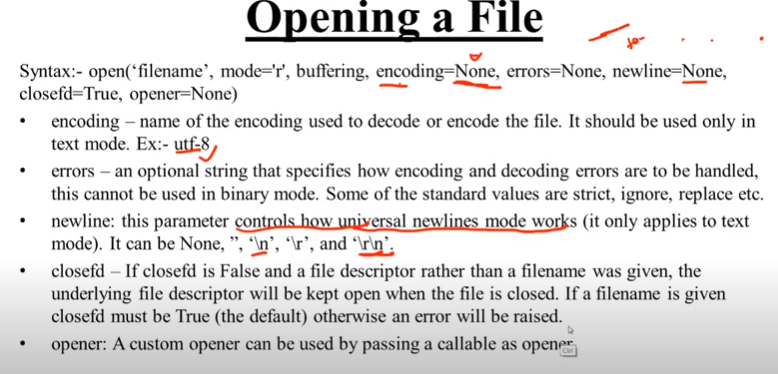 Opening a File
Syntax:- open(‘filename’, mode='r', buffering, encoding=None, errors=None, newline=None,
closefd=True, opener=None)
• encoding – name of the encoding used to decode or encode the file. It should be used only in
text mode. Ex:- utf-8
• errors – an optional string that specifies how encoding and decoding errors are to be handled,
this cannot be used in binary mode. Some of the standard values are strict, ignore, replace etc.
• newline: this parameter controls how universal newlines mode works (it only applies to text
mode). It can be None, ”, ‘\n’, ‘\r’, and ‘\r\n’.
• closefd – If closefd is False and a file descriptor rather than a filename was given, the
underlying file descriptor will be kept open when the file is closed. If a filename is given
closefd must be True (the default) otherwise an error will be raised.
• opener: A custom opener can be used by passing a callable as opener
Ctrl